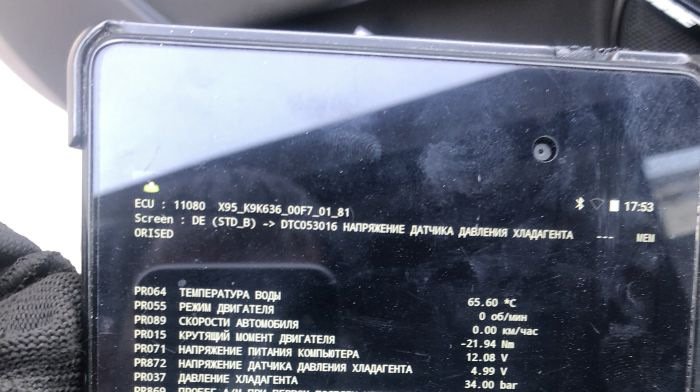 17:53
ECU : 11080 X95_K9K636_00F7_01_81
Screen : DE (STD_B) -> DTC053016 НАПРЯЖЕНИЕ ДАТЧИКА ДАВЛЕНИЯ ХЛАДАГЕНТА --- MEM
ORISED
PR064 ТЕМПЕРАТУРА ВОДЫ 65.60 *C
PR055 РЕЖИМ ДВИГАТЕЛЯ 0 об/мин
PR089 СКОРОСТИ АВТОМОБИЛЯ 0.00 км/час
PR015 КРУТЯЩИЙ МОМЕНТ ДВИГАТЕЛЯ -21.94 Nm
PR071 НАПРЯЖЕНИЕ ПИТАНИЯ КОМПЬЮТЕРА 12.08 V
PR872 НАПРЯЖЕНИЕ ДАТЧИКА ДАВЛЕНИЯ ХЛАДАГЕНТА 4.99 V
PR037 ДАВЛЕНИЕ ХЛАДАГЕНТА 34.00 bar